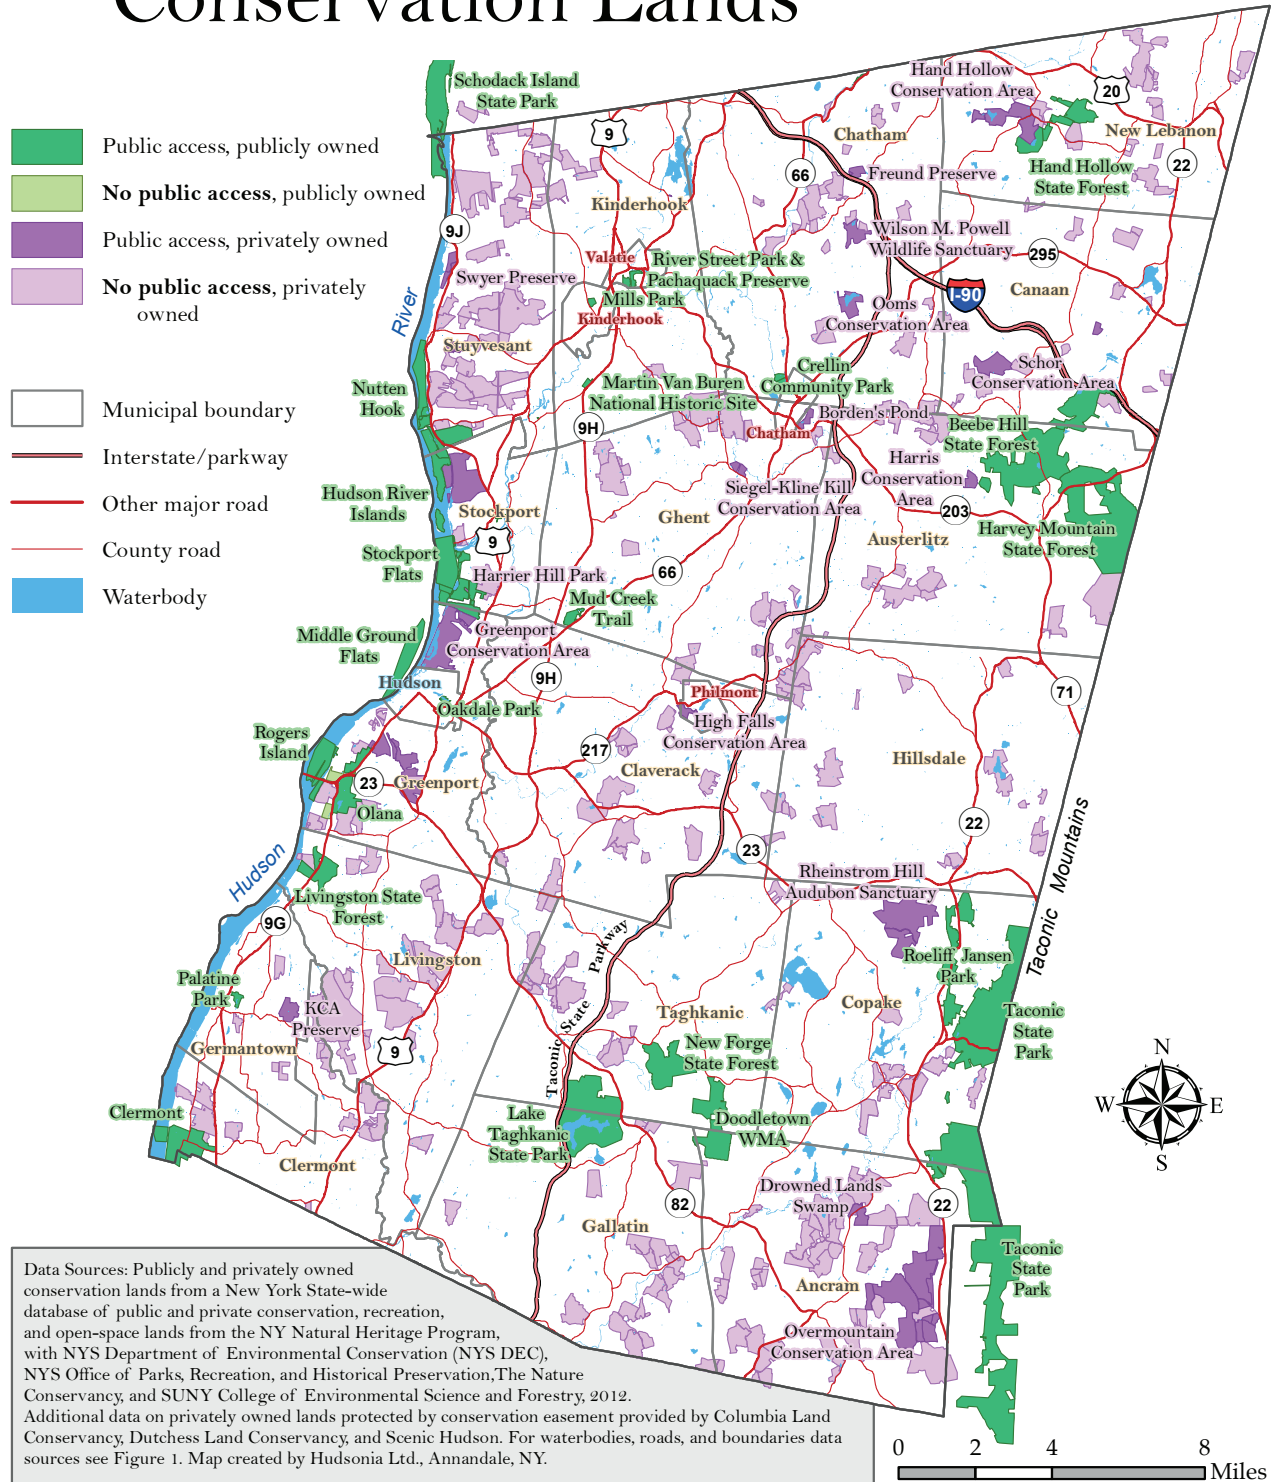 Conservation Lands
Public access, publicly owned
No public access, publicly owned
Public access, privately owned
No public access, privately
owned
Municipal boundary
Interstate/parkway
Other major road
County road
Waterbody
Schodack Island
State Park
Hand Hollow
Conservation Area
20
9
Chatham
New Lebanon
66
22
Freund Preserve
Hand Hollow
State Forest
Kinderhook
9J
Wilson M. Powell
Wildlife Sanctuary
295
Valatie
River Street Park &
Pachaquack Preserve
Swyer Preserve
Canaan
I-90
Mills Park
Kinderhook
Ooms
Conservation Area
River
Stuyvesant
Schor
Conservation Area
Crellin
Community Park
Nutten
Hook
Martin Van Buren
National Historic Site
Borden's Pond
9H
Chatham
Beebe Hill
State Forest
Harris
Conservation
Area
Siegel-Kline Kill
Conservation Area
Hudson River
Islands
Stockport
Ghent
203
Harvey Mountain
State Forest
9
Austerlitz
Stockport
Flats
Harrier Hill Park
66
Mud Creek
Trail
Middle Ground
Flats
Greenport
Conservation Area
9H
Hudson
Philmont
71
Oakdale Park
High Falls
Conservation Area
Rogers
Island
217
Hillsdale
Claverack
23
Greenport
Olana
22
23
Taconic Mountains
Hudson
Rheinstrom Hill
Audubon Sanctuary
Livingston State
Forest
9G
Taconic State Parkway
Livingston
Roeliff Jansen
Park
Palatine
Park
KCA
Preserve
Taghkanic
Copake
Taconic
State
Park
Germantown
9
New Forge
State Forest
N
W
E
S
Clermont
Lake
Taghkanic
State Park
Doodletown
WMA
Clermont
Drowned Lands
Swamp
82
22
Gallatin
Taconic
State
Park
Ancram
Overmountain
Conservation Area
Data Sources: Publicly and privately owned
conservation lands from a New York State-wide
database of public and private conservation, recreation,
and open-space lands from the NY Natural Heritage Program,
with NYS Department of Environmental Conservation (NYS DEC),
NYS Office of Parks, Recreation, and Historical Preservation,The Nature
Conservancy, and SUNY College of Environmental Science and Forestry, 2012.
Additional data on privately owned lands protected by conservation easement provided by Columbia Land
Conservancy, Dutchess Land Conservancy, and Scenic Hudson. For waterbodies, roads, and boundaries data
sources see Figure 1. Map created by Hudsonia Ltd., Annandale, NY.
0 2 4 8
Miles